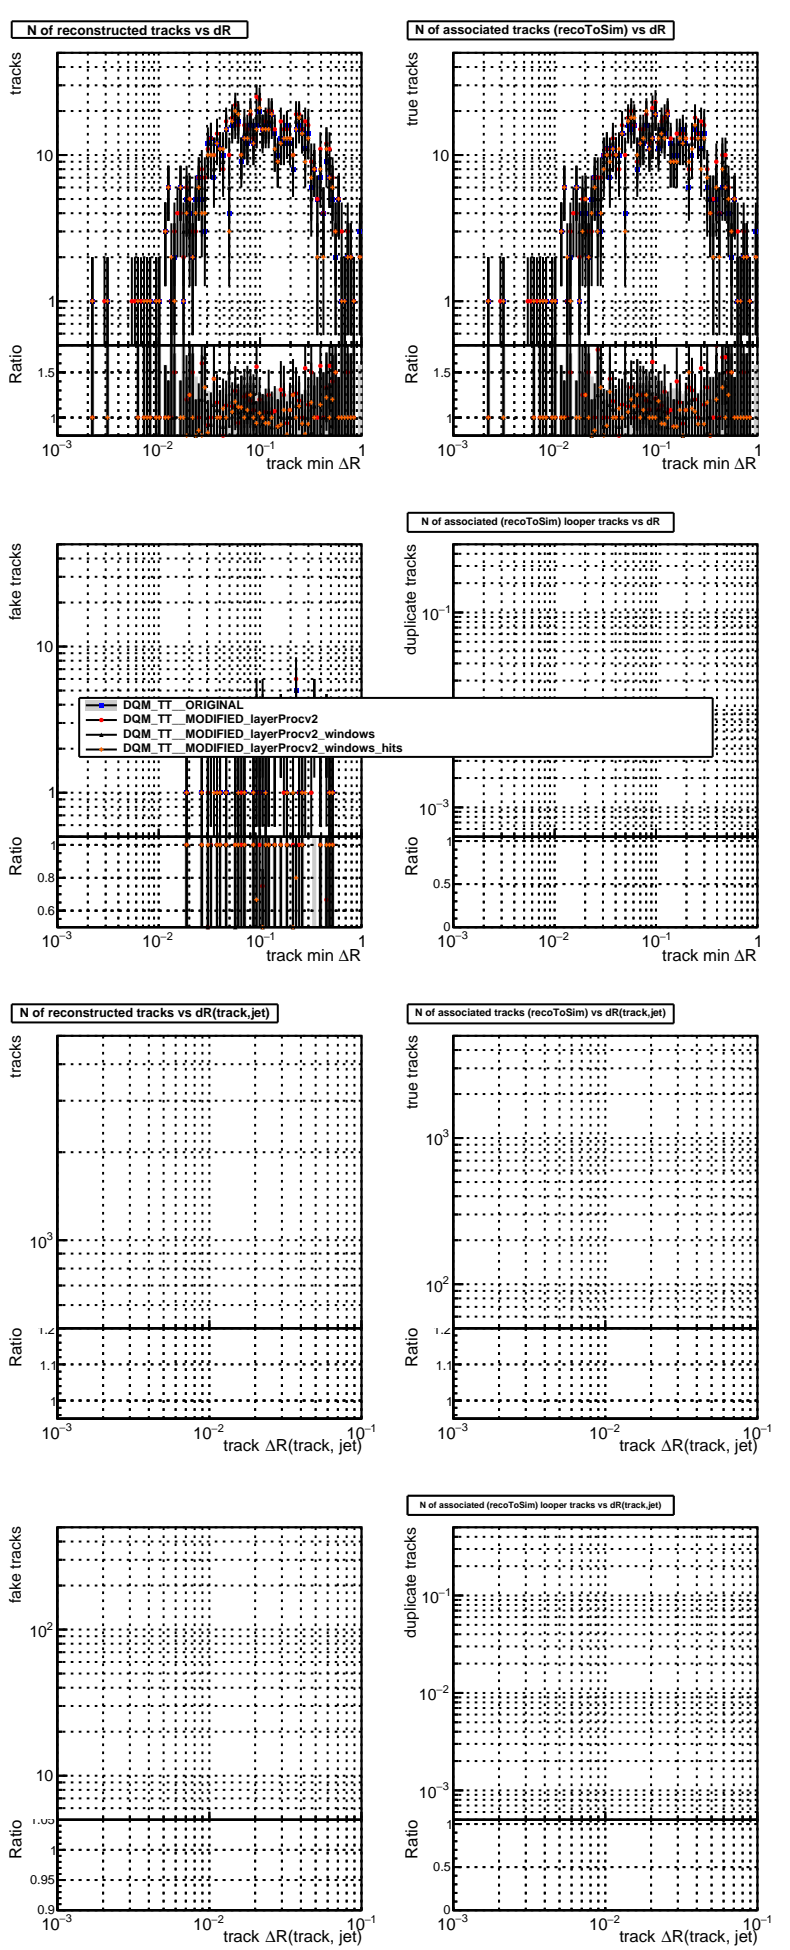 N of reconstructed tracks vs dR
tracks
10
1
Ratio
1.5
1
10−3 10−2 10−1 1
track min ΔR
N of associated tracks (recoToSim) vs dR
true tracks
10
1
Ratio
1.5
1
10−3 10−2 10−1 1
track min ΔR
fake tracks
10
1
Ratio
1
0.8
0.6
10−3 10−2 10−1 1
track min ΔR
N of associated (recoToSim) looper tracks vs dR
duplicate tracks
10−1
10−3
Ratio
1
0.5
0
10−3 10−2 10−1 1
track min ΔR
DQM_TT__ORIGINAL
DQM_TT__MODIFIED_layerProcv2
DQM_TT__MODIFIED_layerProcv2_windows
DQM_TT__MODIFIED_layerProcv2_windows_hits
N of reconstructed tracks vs dR(track,jet)
tracks
103
Ratio
1.2
1.1
1
10−3 10−2 10−1
track ΔR(track, jet)
N of associated tracks (recoToSim) vs dR(track,jet)
true tracks
103
102
Ratio
1.2
1.1
1
10−3 10−2 10−1
track ΔR(track, jet)
fake tracks
102
10
Ratio
1.05
1
0.95
0.9
10−3 10−2 10−1
track ΔR(track, jet)
N of associated (recoToSim) looper tracks vs dR(track,jet)
duplicate tracks
10−1
10−2
10−3
Ratio
1
0.5
0
10−3 10−2 10−1
track ΔR(track, jet)